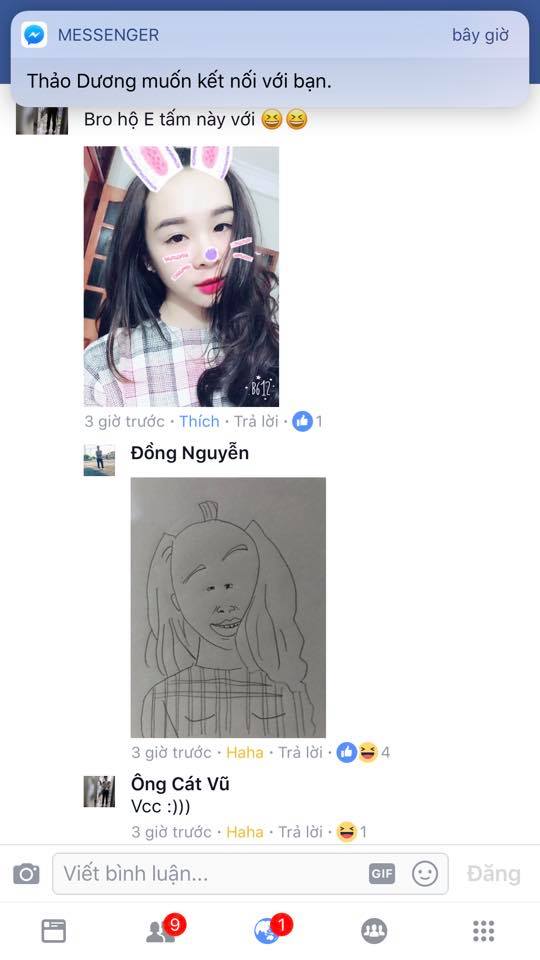 MESSENGER
bây giờ
Thảo Dương muốn kết nối với bạn.
Bro hộ E tấm này với 😆😆
B612
3 giờ trước · Thích · Trả lời · 1
Đồng Nguyễn
3 giờ trước · Haha · Trả lời · 4
Ông Cát Vũ
Vcc :)))
3 giờ trước · Haha · Trả lời · 1
Viết bình luận...
GIF
Đăng
9
1